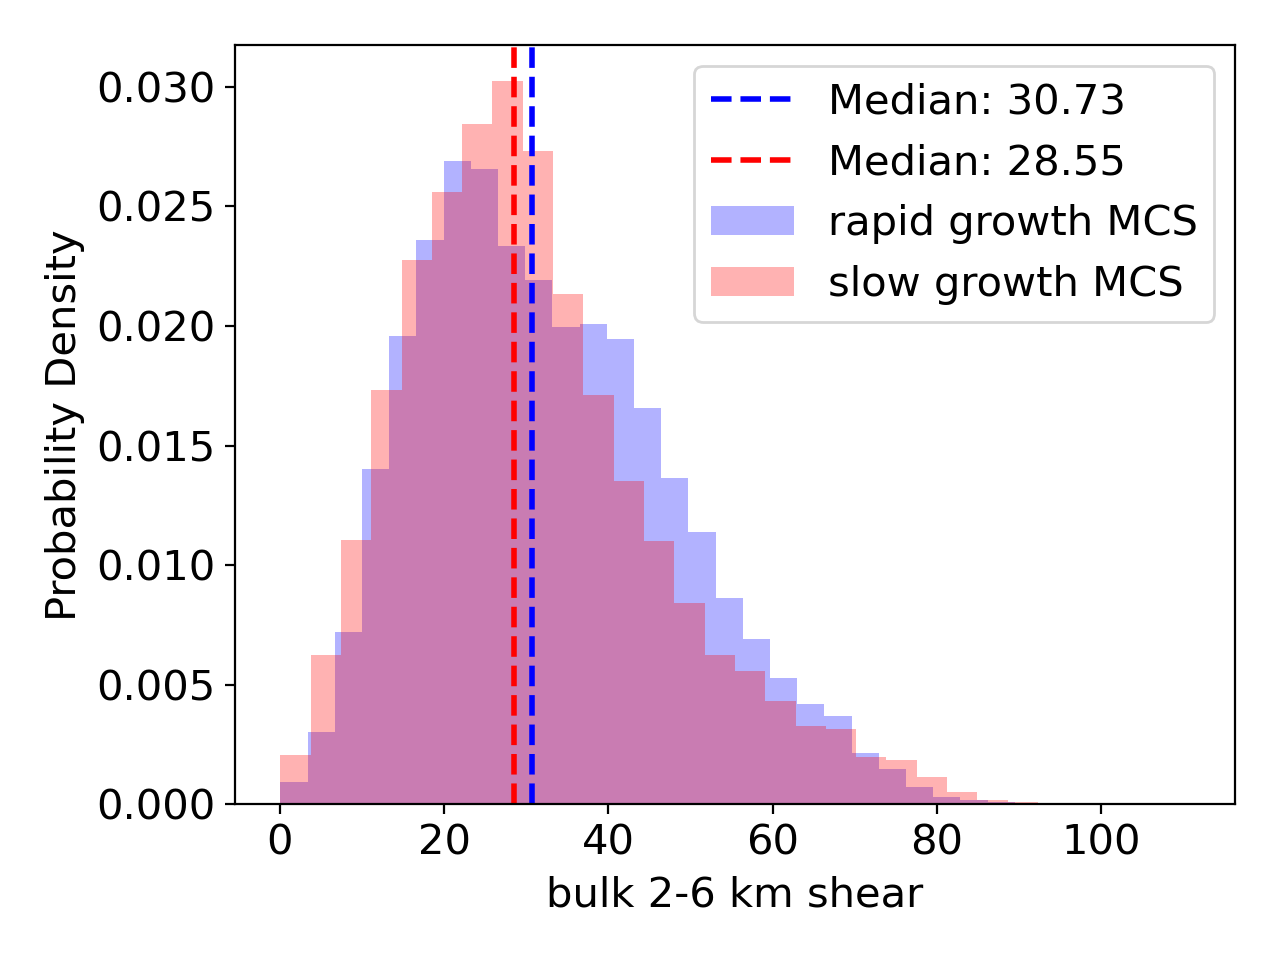 0.030
0.025
0.020
0.015
0.010
0.005
0.000
Probability Density
Median: 30.73
Median: 28.55
rapid growth MCS
slow growth MCS
0 20 40 60 80 100
bulk 2-6 km shear